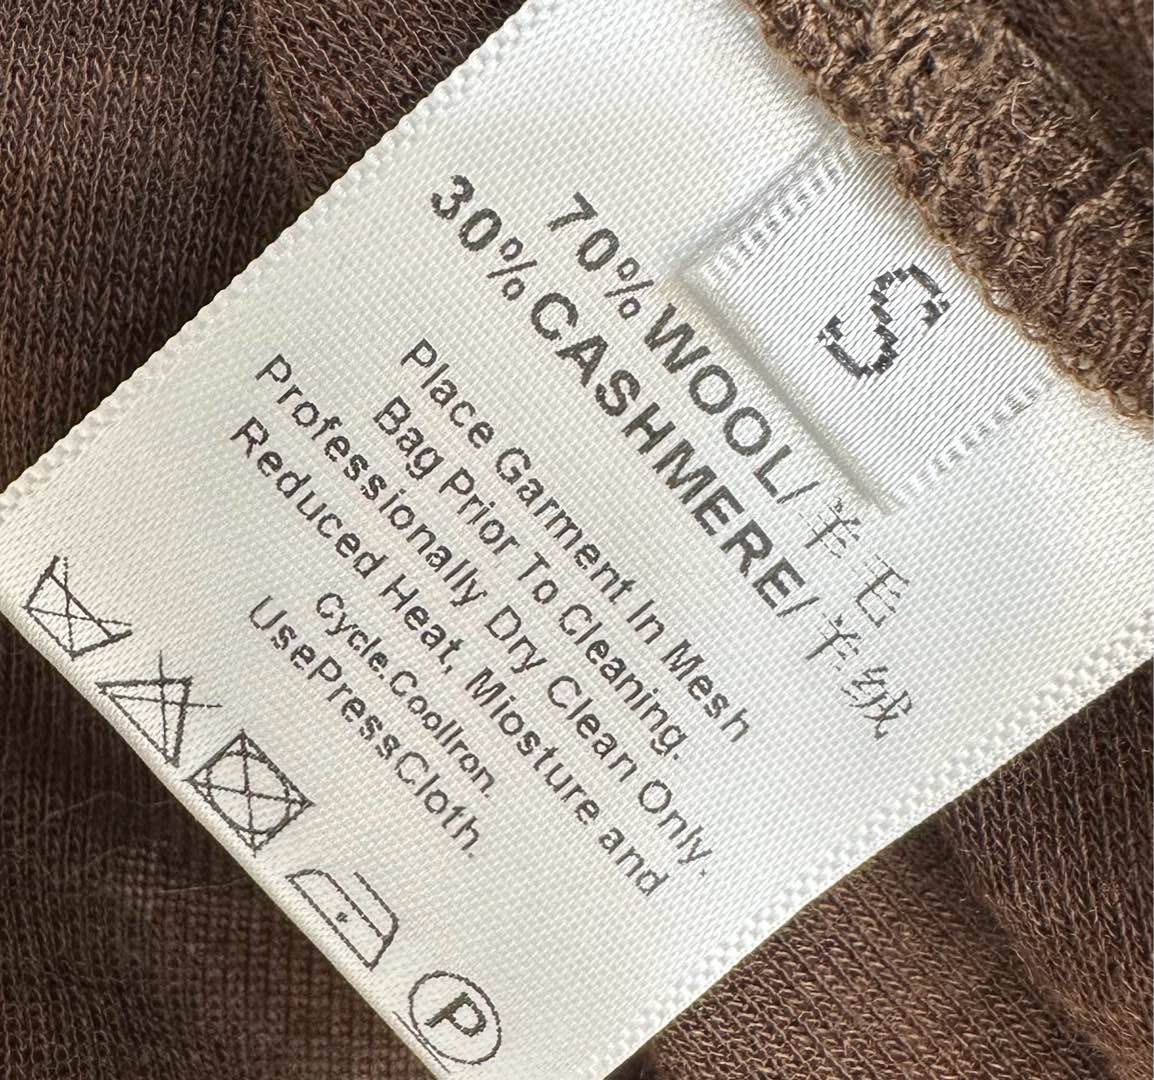 S
70%WOOL/羊毛
30%CASHMERE/羊绒
Place Garment In Mesh
Bag Prior To Cleaning.
Professionally Dry Clean Only.
Reduced Heat, Miosture and
Cycle.CoolIron.
UsePressCloth.
P